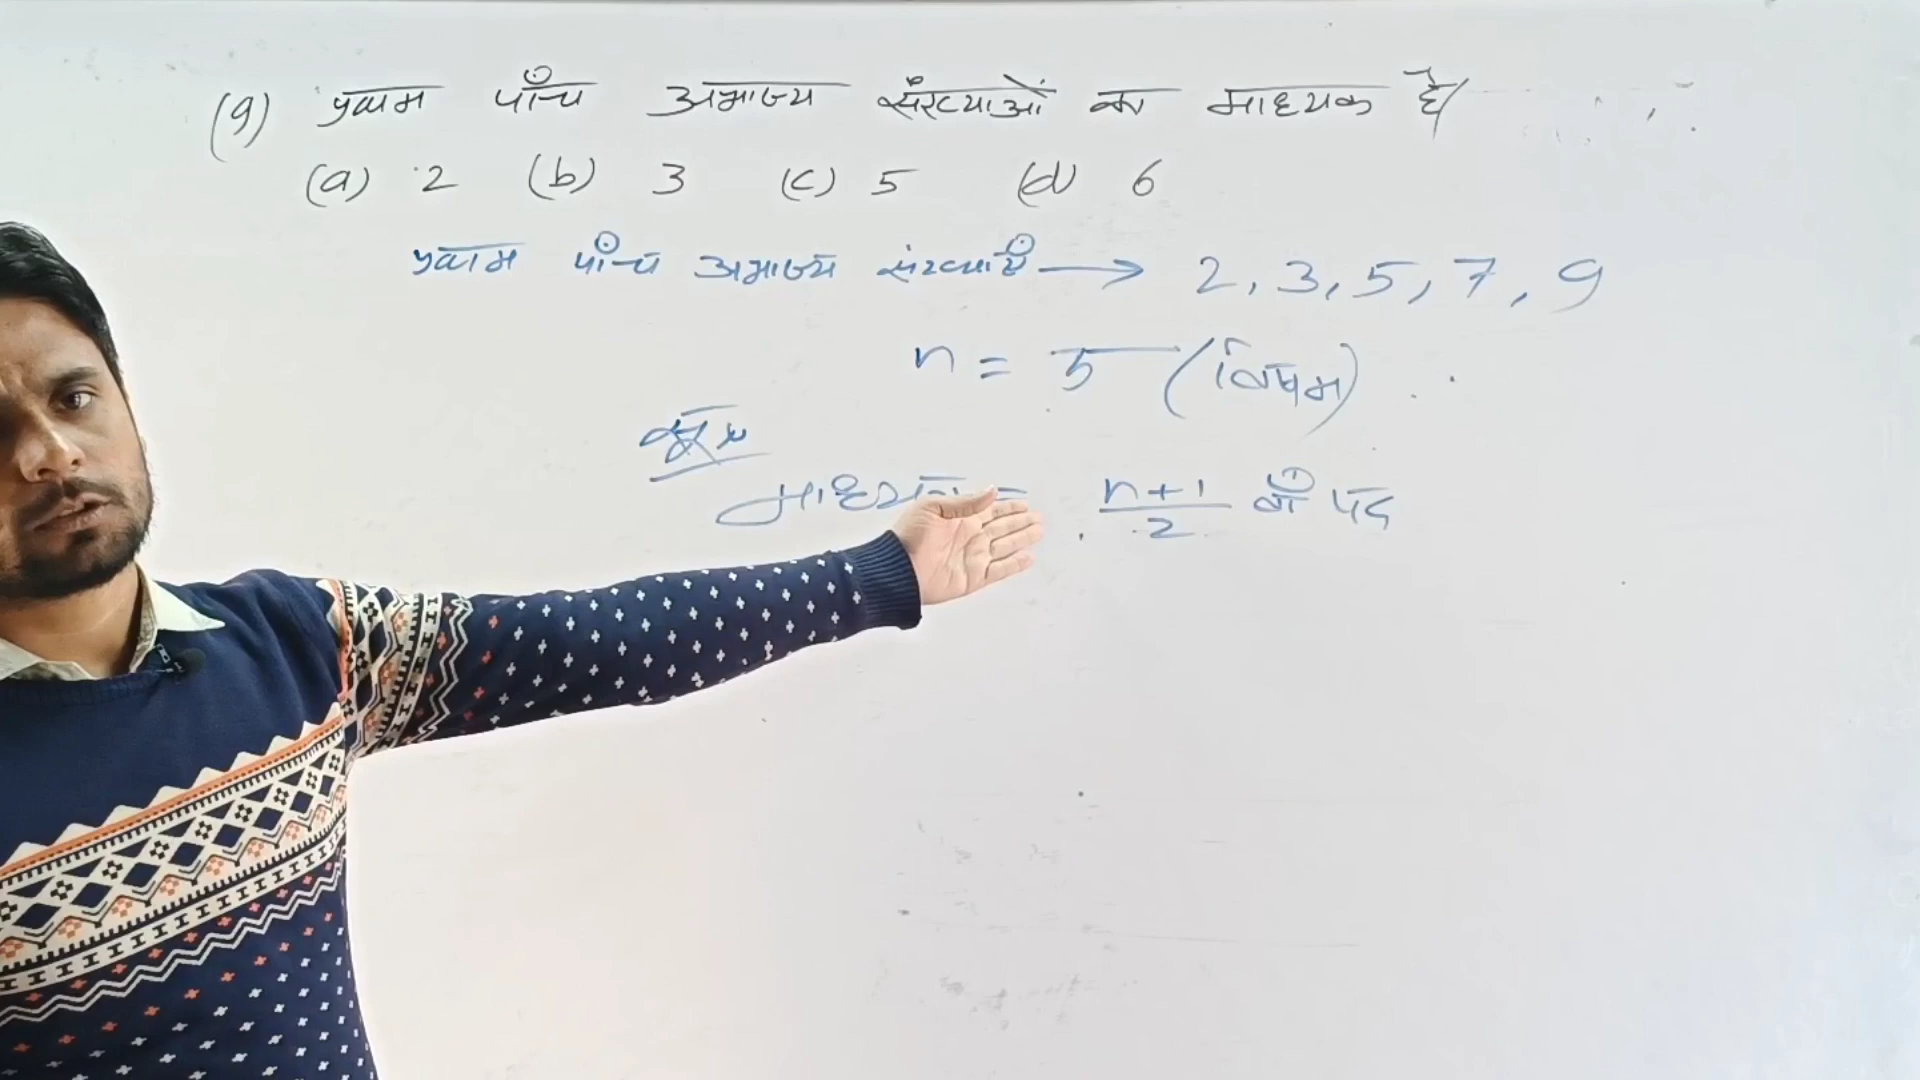 (9) प्रथम पाँच अभाज्य संख्याओं का माध्यक है/
(a) 2 (b) 3 (c) 5 (d) 6
प्रथम पाँच अभाज्य संख्याएँ → 2, 3, 5, 7, 9
n = 5 (विषम)
सूत्र
माध्यक = n+1/2 वाँ पद